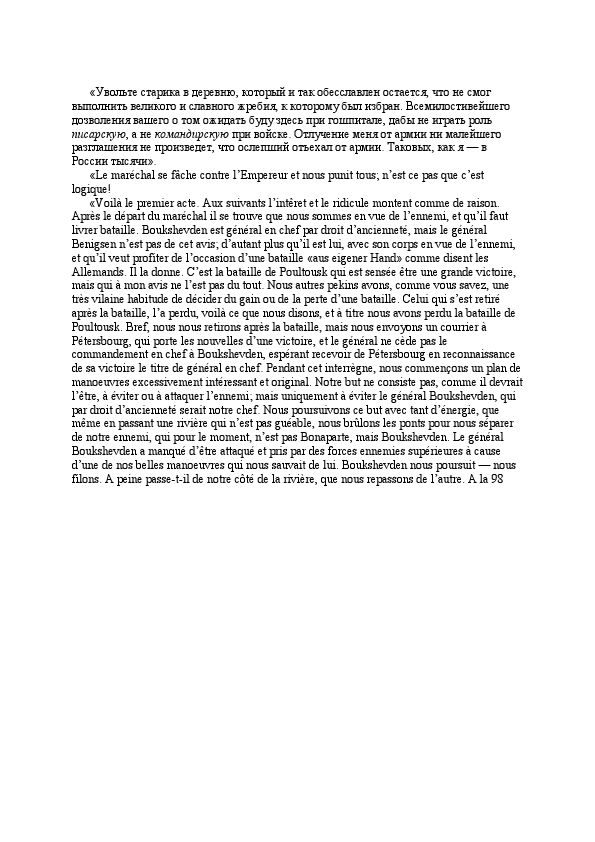 «Увольте старика в деревню, который и так обесславлен остается, что не смог
выполнить великого и славного жребия, к которому был избран. Всемилостивейшего
дозволения вашего о том ожидать буду здесь при гошпитале, дабы не играть роль
писарскую, а не командирскую при войске. Отлучение меня от армии ни малейшего
разглашения не произведет, что ослепший отъехал от армии. Таковых, как я — в
России тысячи».
«Le maréchal se fâche contre l’Empereur et nous punit tous; n’est ce pas que c’est
logique!
«Voilà le premier acte. Aux suivants l’intêret et le ridicule montent comme de raison.
Après le départ du maréchal il se trouve que nous sommes en vue de l’ennemi, et qu’il faut
livrer bataille. Boukshevden est général en chef par droit d’ancienneté, mais le général
Benigsen n’est pas de cet avis; d’autant plus qu’il est lui, avec son corps en vue de l’ennemi,
et qu’il veut profiter de l’occasion d’une bataille «aus eigener Hand» comme disent les
Allemands. Il la donne. C’est la bataille de Poultousk qui est sensée être une grande victoire,
mais qui à mon avis ne l’est pas du tout. Nous autres pékins avons, comme vous savez, une
très vilaine habitude de décider du gain ou de la perte d’une bataille. Celui qui s’est retiré
après la bataille, l’a perdu, voilà ce que nous disons, et à titre nous avons perdu la bataille de
Poultousk. Bref, nous nous retirons après la bataille, mais nous envoyons un courrier à
Pétersbourg, qui porte les nouvelles d’une victoire, et le général ne cède pas le
commandement en chef à Boukshevden, espérant recevoir de Pétersbourg en reconnaissance
de sa victoire le titre de général en chef. Pendant cet interrègne, nous commençons un plan de
manoeuvres excessivement intéressant et original. Notre but ne consiste pas, comme il devrait
l’être, à éviter ou à attaquer l’ennemi; mais uniquement à éviter le général Boukshevden, qui
par droit d’ancienneté serait notre chef. Nous poursuivons ce but avec tant d’énergie, que
même en passant une rivière qui n’est pas guéable, nous brûlons les ponts pour nous séparer
de notre ennemi, qui pour le moment, n’est pas Bonaparte, mais Boukshevden. Le général
Boukshevden a manqué d’être attaqué et pris par des forces ennemies supérieures à cause
d’une de nos belles manoeuvres qui nous sauvait de lui. Boukshevden nous poursuit — nous
filons. A peine passe-t-il de notre côté de la rivière, que nous repassons de l’autre. A la 98